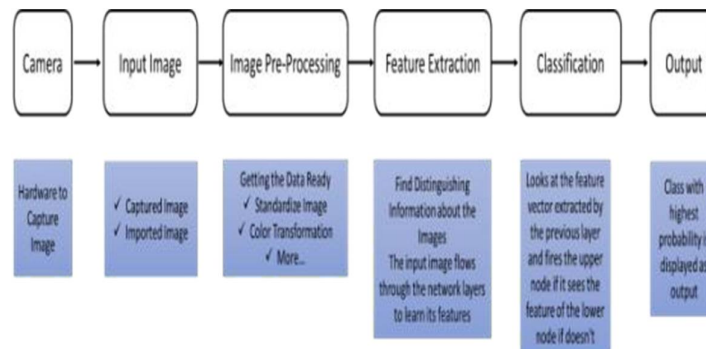 Camera
Input Image
Image Pre-Processing
Feature Extraction
Classification
Output
Hardware to
Capture
Image
✓ Captured Image
✓ Imported Image
Getting the Data Ready
✓ Standardize Image
✓ Color Transformation
✓ More...
Find Distinguishing
Information about the
Images
The input image flows
through the network layers
to learn its features
Looks at the feature
vector extracted by
the previous layer
and fires the upper
node if it sees the
feature of the lower
node if doesn't
Class with
highest
probability i
displayed as
output